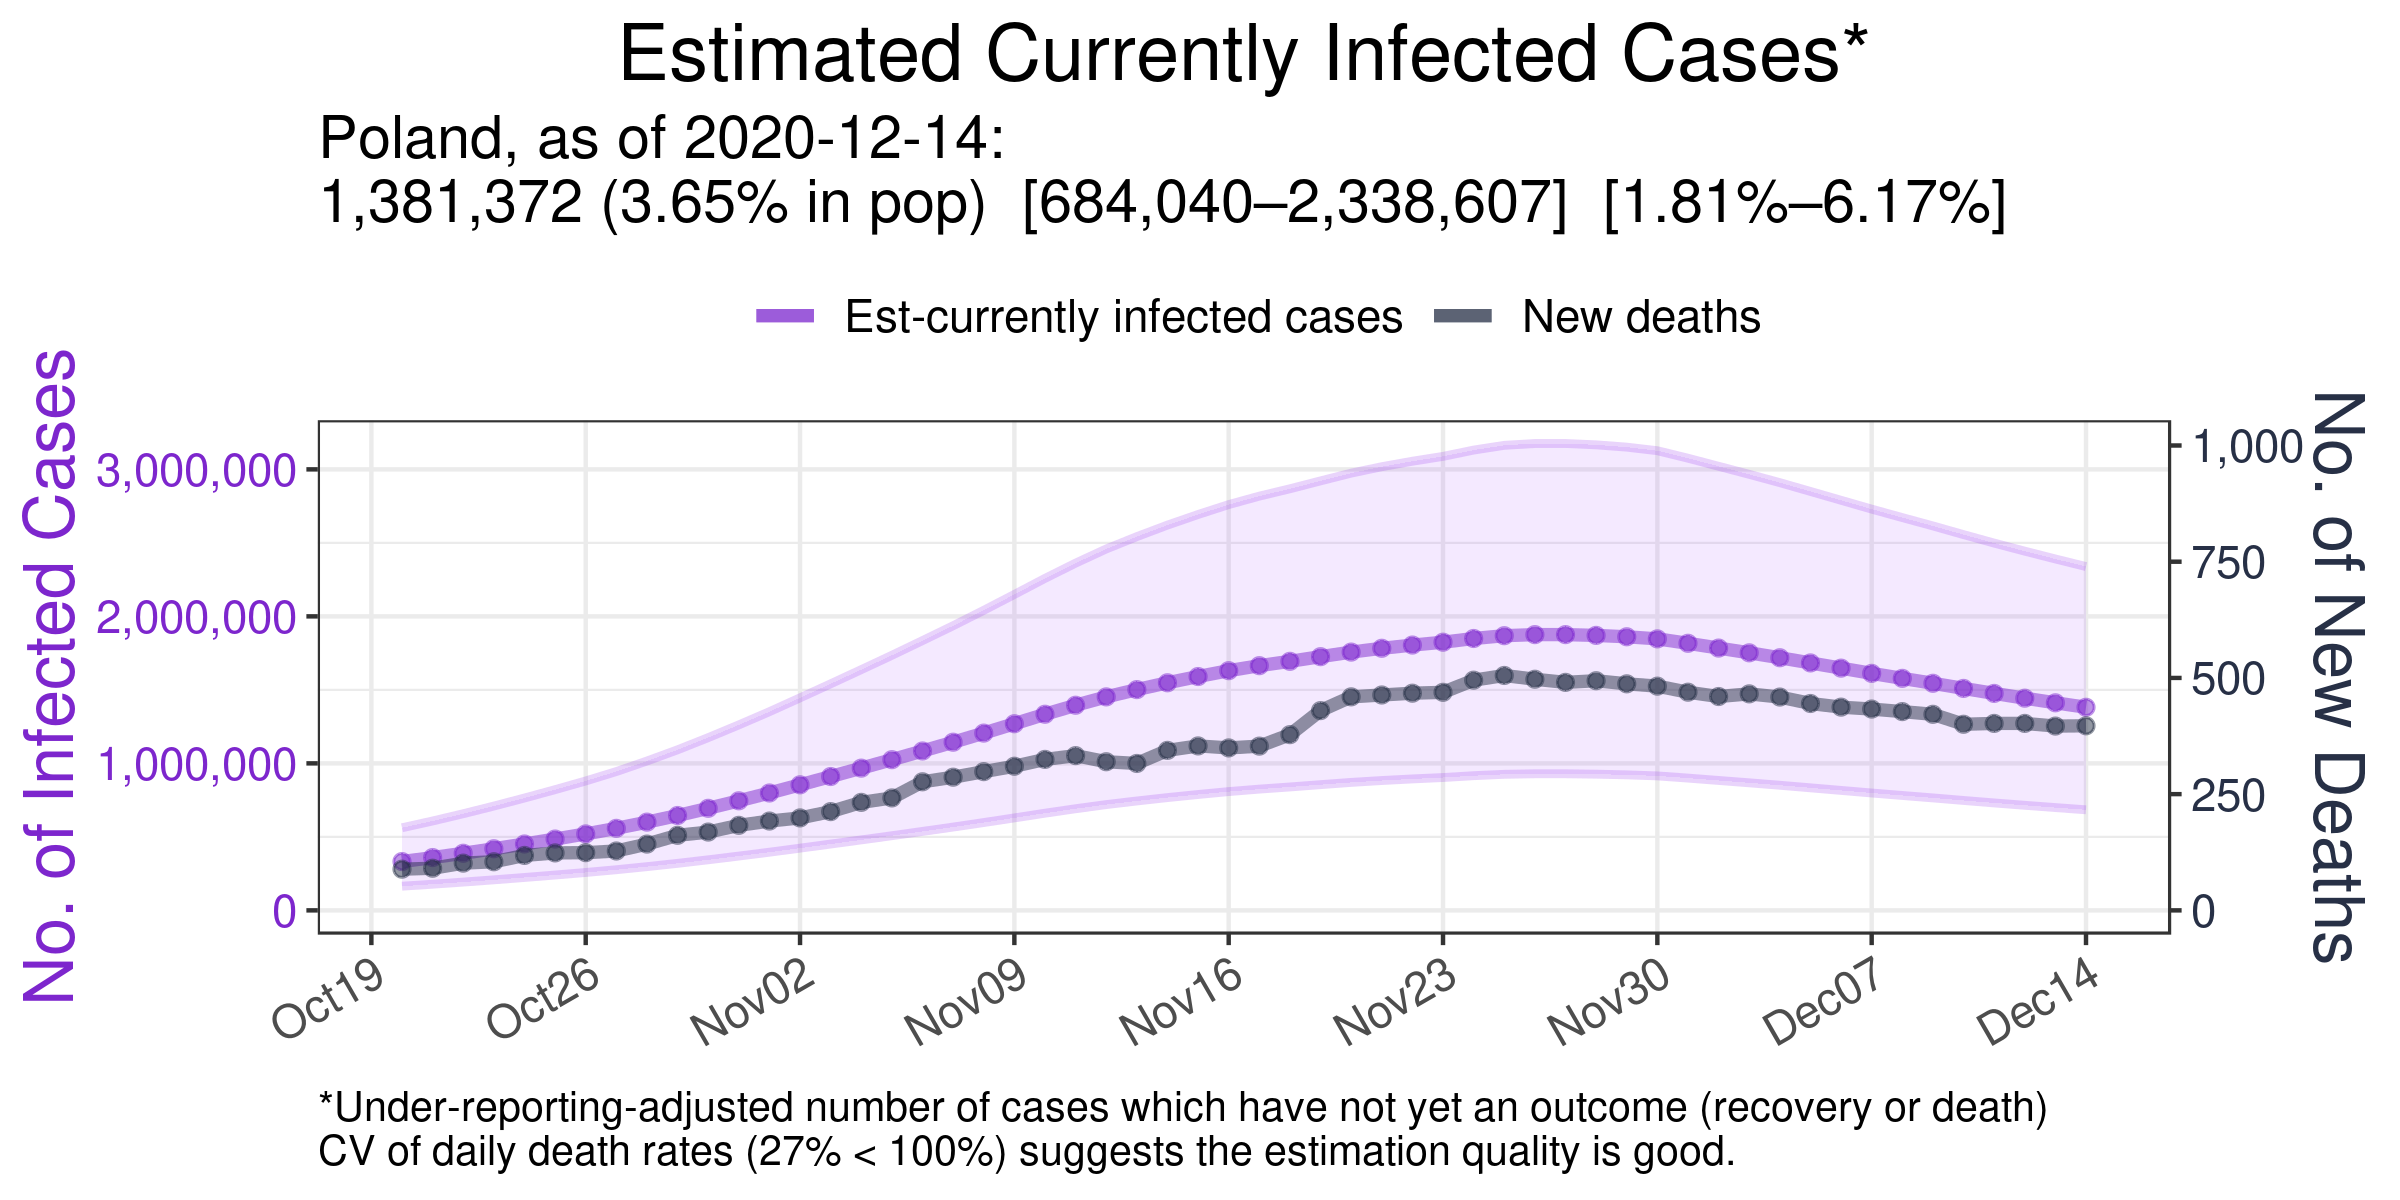 Estimated Currently Infected Cases*
Poland, as of 2020-12-14:
1,381,372 (3.65% in pop)  [684,040–2,338,607]  [1.81%–6.17%]
Est-currently infected cases
New deaths
No. of Infected Cases
3,000,000
2,000,000
1,000,000
0
1,000
750
500
250
0
No. of New Deaths
Oct19
Oct26
Nov02
Nov09
Nov16
Nov23
Nov30
Dec07
Dec14
*Under-reporting-adjusted number of cases which have not yet an outcome (recovery or death)
CV of daily death rates (27% < 100%) suggests the estimation quality is good.